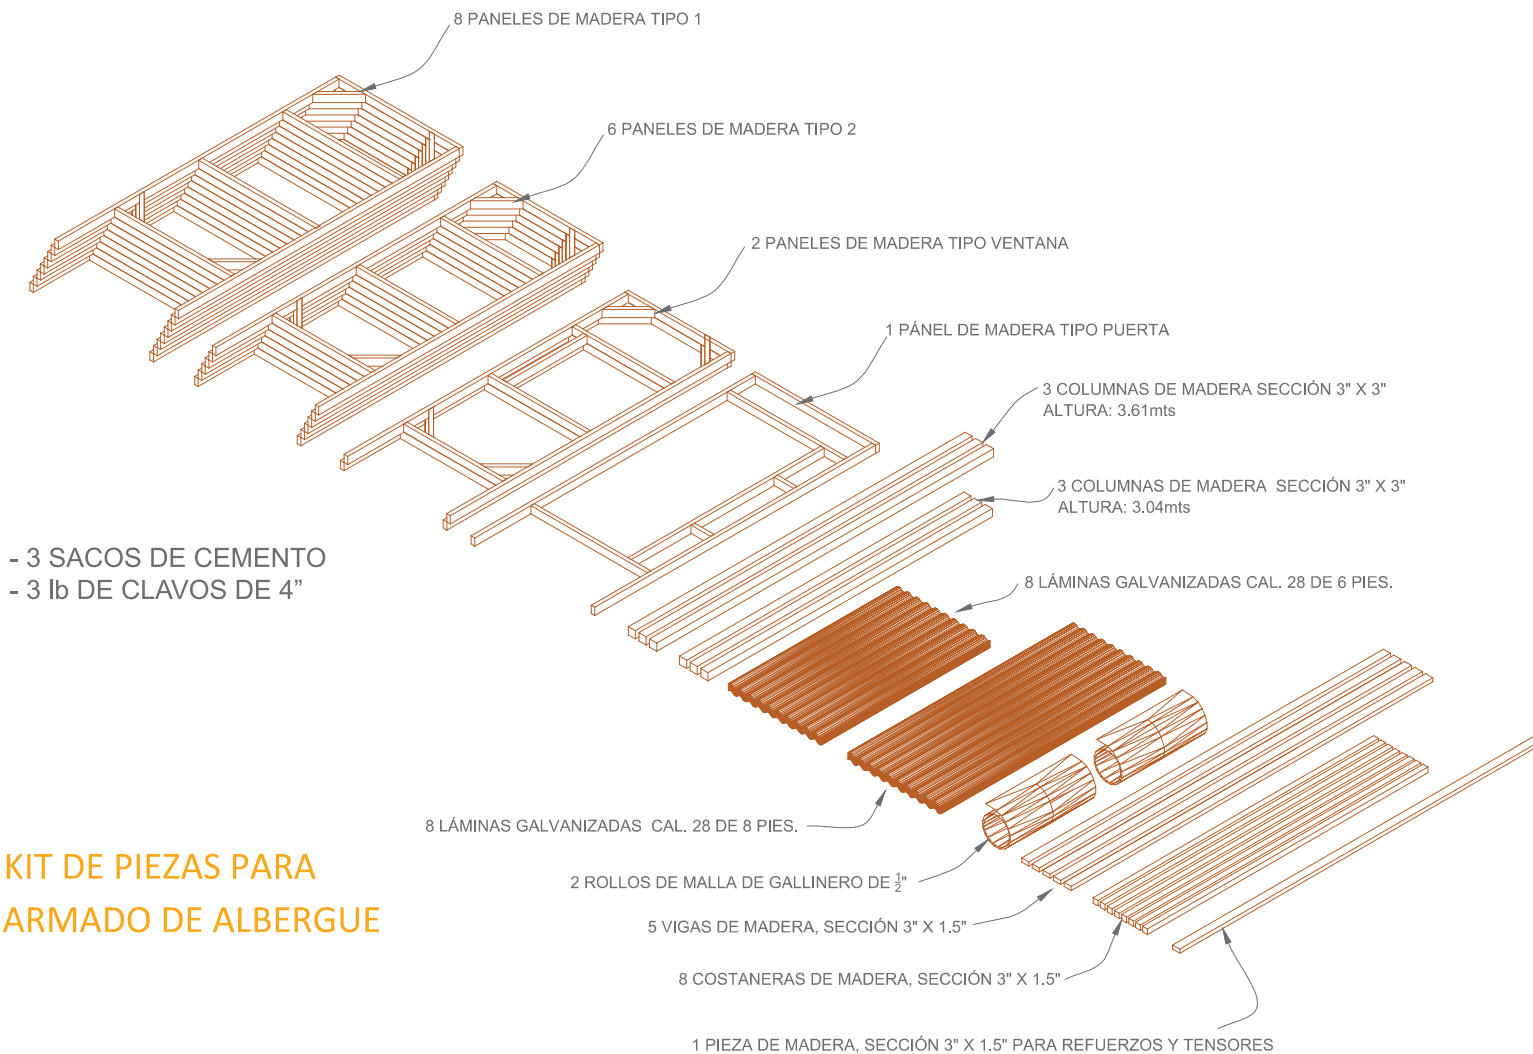 8 PANELES DE MADERA TIPO 1
6 PANELES DE MADERA TIPO 2
2 PANELES DE MADERA TIPO VENTANA
1 PÁNEL DE MADERA TIPO PUERTA
3 COLUMNAS DE MADERA SECCIÓN 3" X 3"
ALTURA: 3.61mts
3 COLUMNAS DE MADERA SECCIÓN 3" X 3"
ALTURA: 3.04mts
- 3 SACOS DE CEMENTO
- 3 lb DE CLAVOS DE 4”
8 LÁMINAS GALVANIZADAS CAL. 28 DE 6 PIES.
8 LÁMINAS GALVANIZADAS CAL. 28 DE 8 PIES.
KIT DE PIEZAS PARA
ARMADO DE ALBERGUE
2 ROLLOS DE MALLA DE GALLINERO DE ½"
5 VIGAS DE MADERA, SECCIÓN 3" X 1.5"
8 COSTANERAS DE MADERA, SECCIÓN 3" X 1.5"
1 PIEZA DE MADERA, SECCIÓN 3" X 1.5" PARA REFUERZOS Y TENSORES